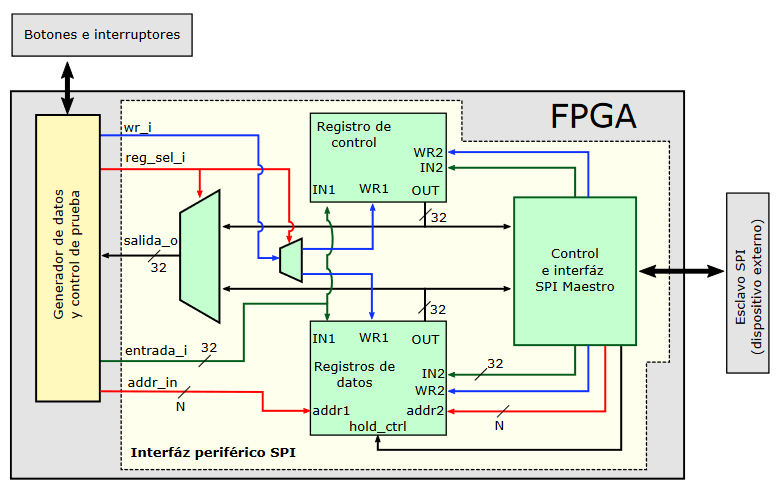 Botones e interruptores
FPGA
Generador de datos
y control de prueba
wr_i
reg_sel_i
salida_o
32
entrada_i
32
addr_in
N
Registro de
control
WR2
IN2
IN1
WR1
OUT
32
Control
e interfáz
SPI Maestro
Esclavo SPI
(dispositivo externo)
32
IN1
WR1
OUT
Registros de
datos
IN2
32
WR2
addr1
addr2
N
hold_ctrl
Interfáz periférico SPI